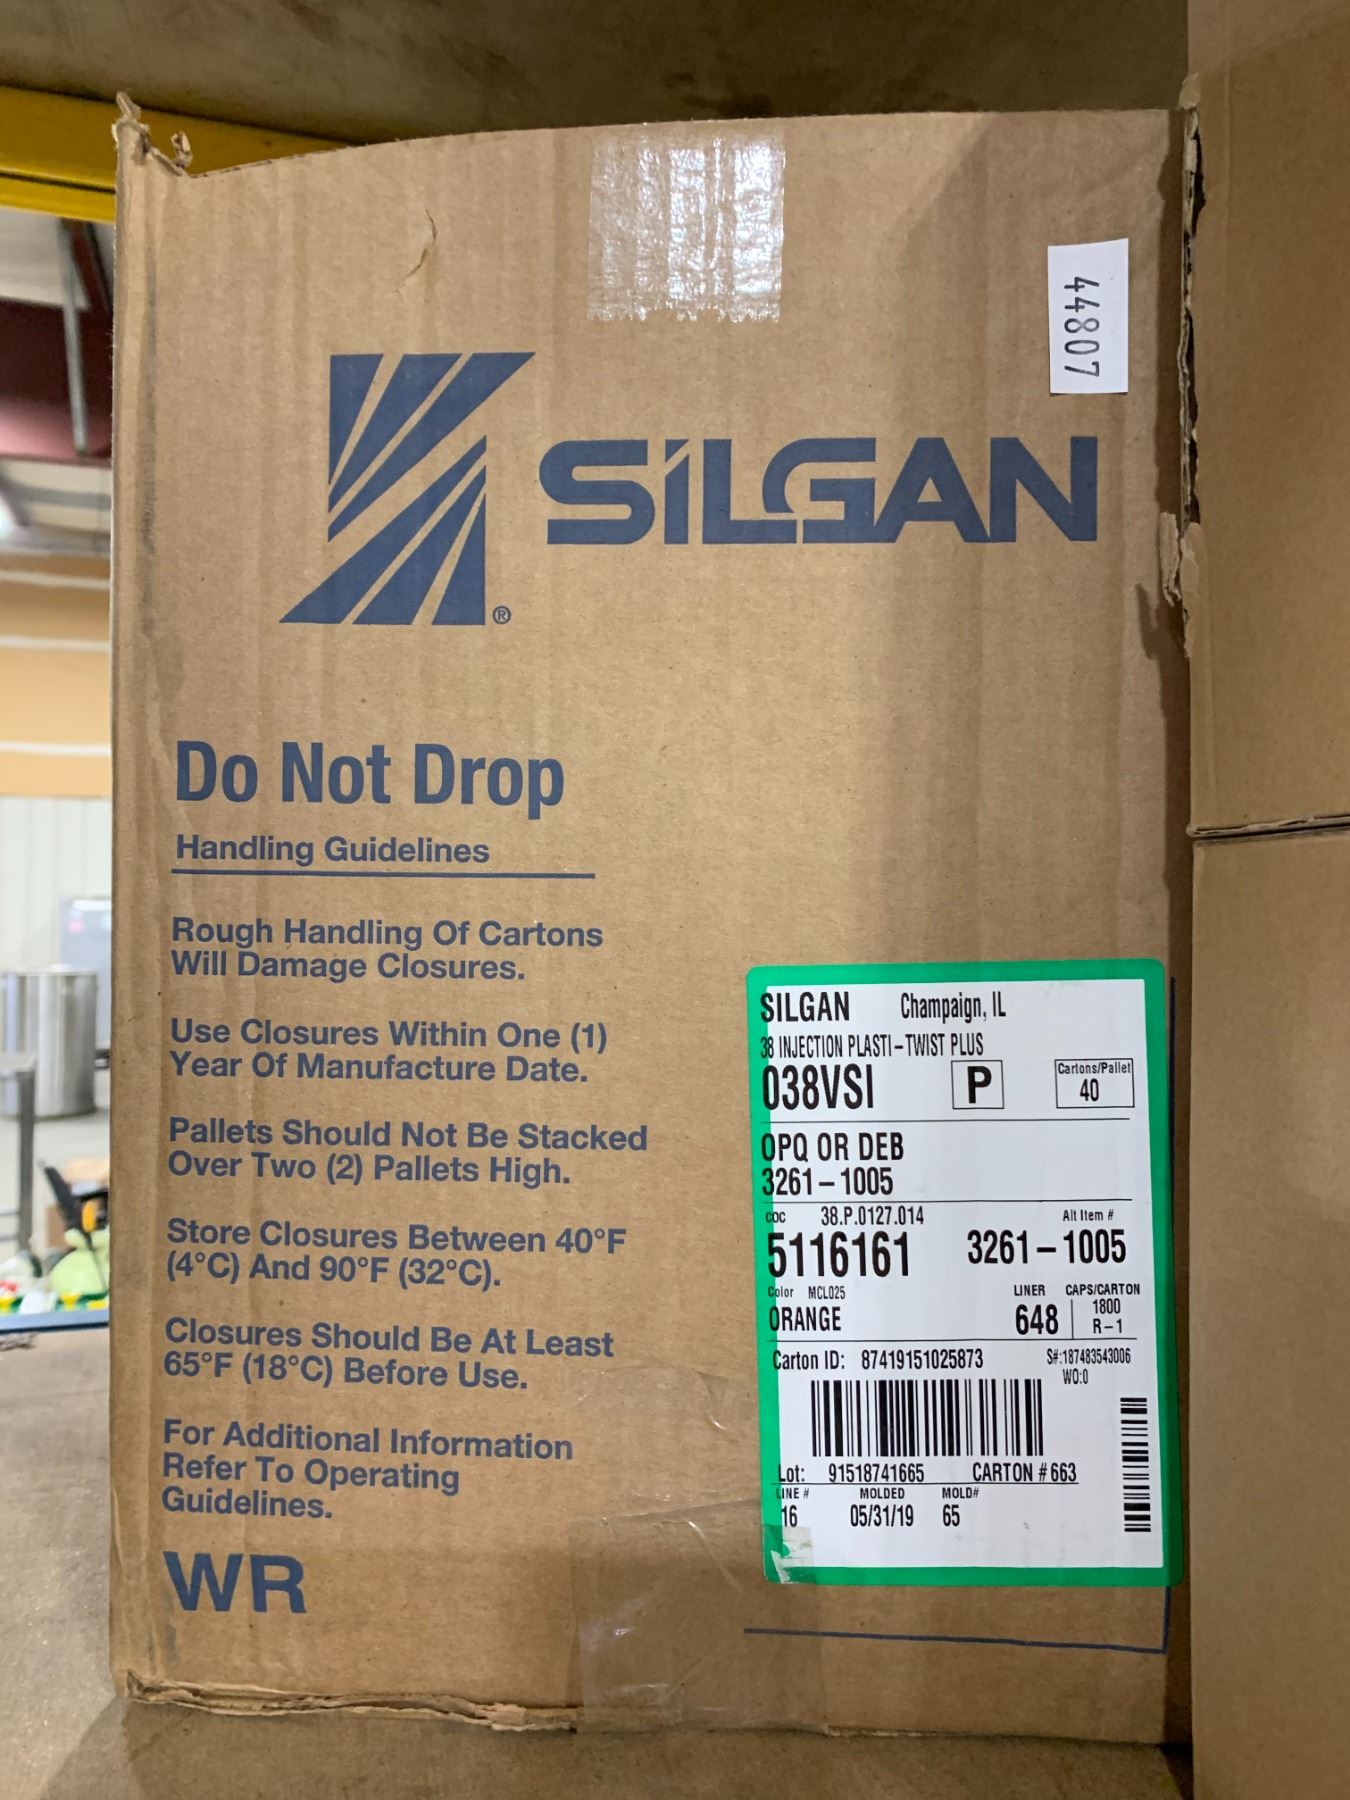 44807
SILGAN
®
Do Not Drop
Handling Guidelines
Rough Handling Of Cartons
Will Damage Closures.
Use Closures Within One (1)
Year Of Manufacture Date.
Pallets Should Not Be Stacked
Over Two (2) Pallets High.
Store Closures Between 40°F
(4°C) And 90°F (32°C).
Closures Should Be At Least
65°F (18°C) Before Use.
For Additional Information
Refer To Operating
Guidelines.
WR
SILGAN Champaign, IL
38 INJECTION PLASTI-TWIST PLUS
038VSI P Cartons/Pallet
40
OPQ OR DEB
3261-1005
COC 38.P.0127.014 Alt Item #
5116161 3261-1005
Color MCL025 LINER CAPS/CARTON
ORANGE 648 1800
R-1
Carton ID: 87419151025873 S#:187483543006
WO:0
Lot: 91518741665 CARTON # 663
LINE # MOLDED MOLD#
16 05/31/19 65